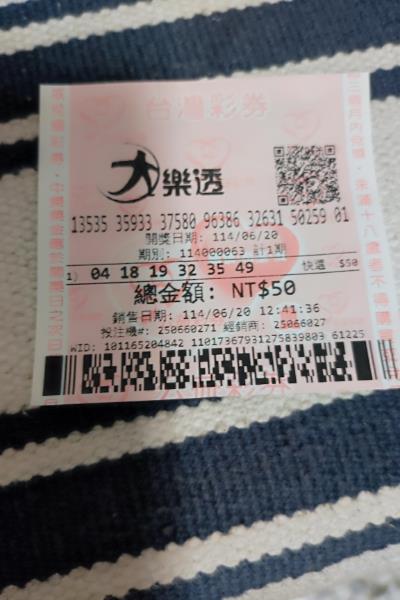 台灣彩券
大樂透
13535 35933 37580 96386 32631 50259 01
開獎日期: 114/06/20
期別: 114000063 計1期
1) 04 18 19 32 35 49 快選 $50
總金額: NT$50
銷售日期: 114/06/20 12:41:36
投注機#: 250660271 經銷商: 25066027
WID: 101165204842 110173679312758398​03 61225